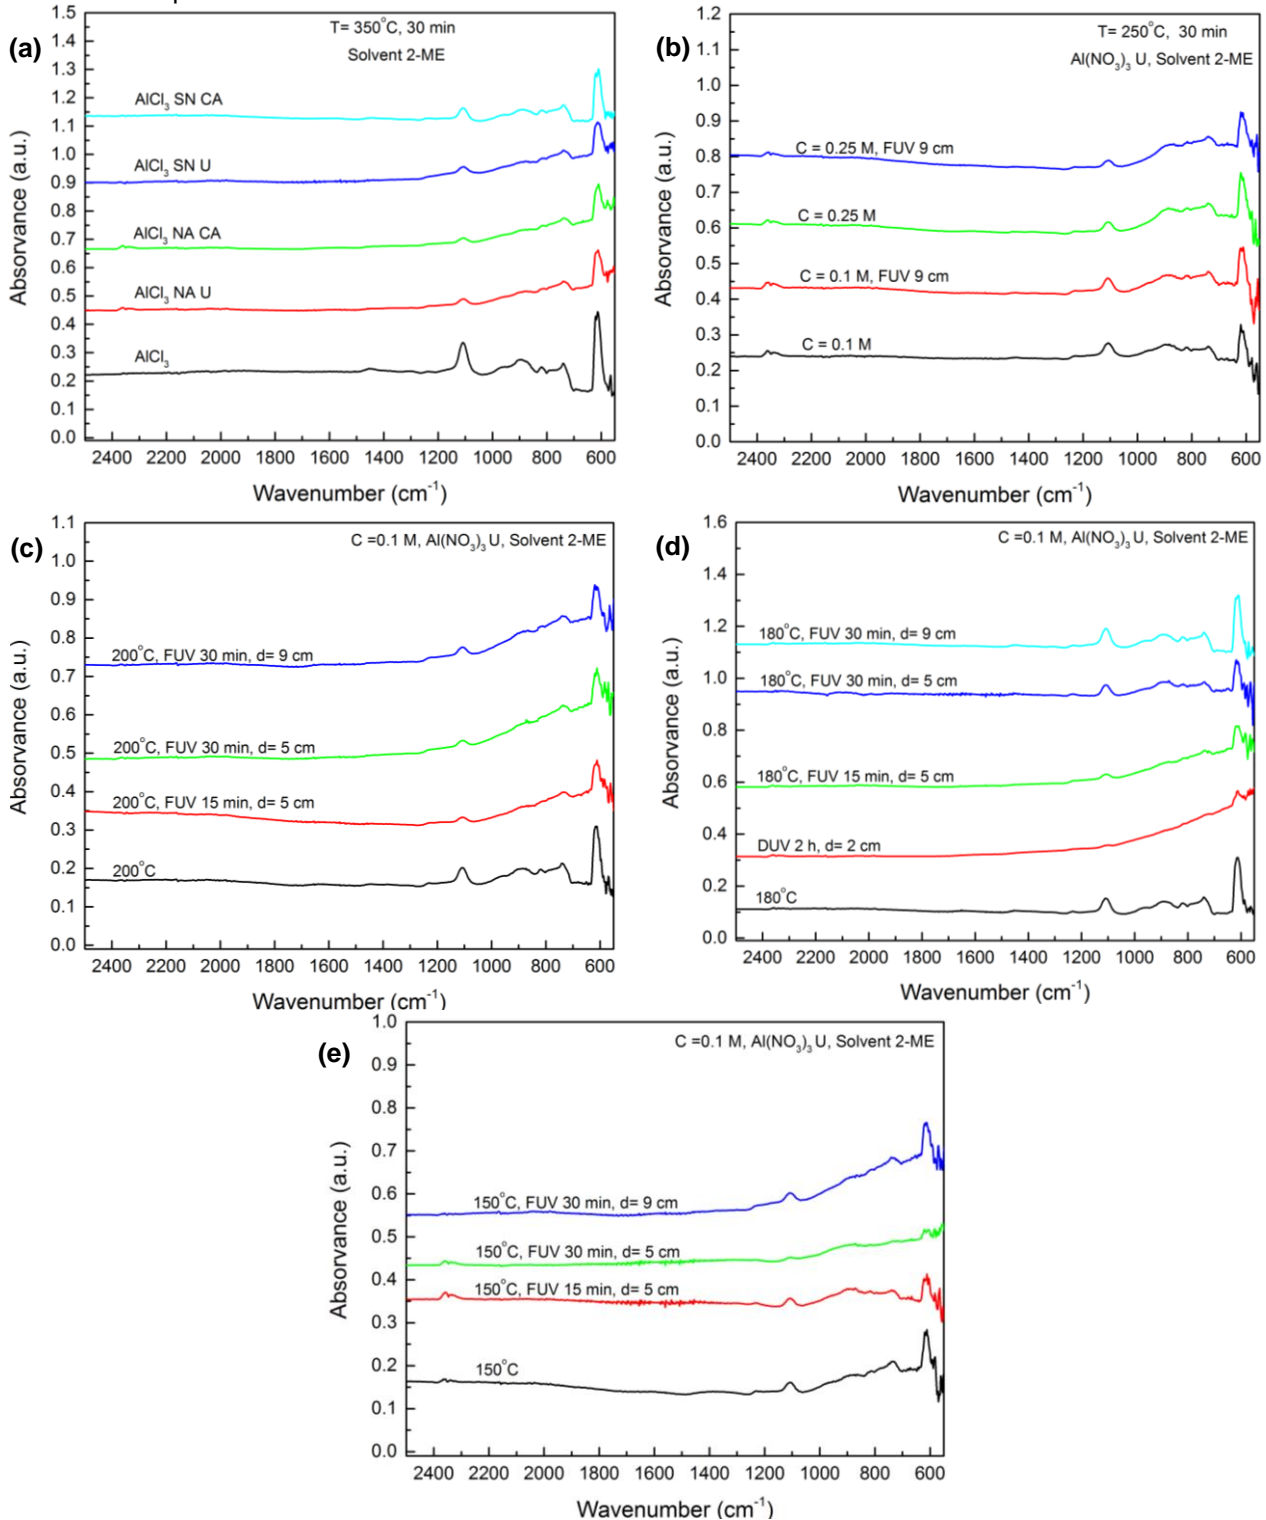 (a)
T= 350°C, 30 min
Solvent 2-ME
AlCl₃ SN CA
AlCl₃ SN U
AlCl₃ NA CA
AlCl₃ NA U
AlCl₃
Absorvance (a.u.)
1.5
1.4
1.3
1.2
1.1
1.0
0.9
0.8
0.7
0.6
0.5
0.4
0.3
0.2
0.1
0.0
2400 2200 2000 1800 1600 1400 1200 1000 800 600
Wavenumber (cm⁻¹)
(b)
T= 250°C, 30 min
Al(NO₃)₃ U, Solvent 2-ME
C = 0.25 M, FUV 9 cm
C = 0.25 M
C = 0.1 M, FUV 9 cm
C = 0.1 M
Absorvance (a.u.)
1.2
1.1
1.0
0.9
0.8
0.7
0.6
0.5
0.4
0.3
0.2
0.1
0.0
2400 2200 2000 1800 1600 1400 1200 1000 800 600
Wavenumber (cm⁻¹)
(c)
C =0.1 M, Al(NO₃)₃ U, Solvent 2-ME
200°C, FUV 30 min, d= 9 cm
200°C, FUV 30 min, d= 5 cm
200°C, FUV 15 min, d= 5 cm
200°C
Absorvance (a.u.)
1.1
1.0
0.9
0.8
0.7
0.6
0.5
0.4
0.3
0.2
0.1
0.0
2400 2200 2000 1800 1600 1400 1200 1000 800 600
Wavenumber (cm⁻¹)
(d)
C =0.1 M, Al(NO₃)₃ U, Solvent 2-ME
180°C, FUV 30 min, d= 9 cm
180°C, FUV 30 min, d= 5 cm
180°C, FUV 15 min, d= 5 cm
DUV 2 h, d= 2 cm
180°C
Absorvance (a.u.)
1.6
1.4
1.2
1.0
0.8
0.6
0.4
0.2
0.0
2400 2200 2000 1800 1600 1400 1200 1000 800 600
Wavenumber (cm⁻¹)
(e)
C =0.1 M, Al(NO₃)₃ U, Solvent 2-ME
150°C, FUV 30 min, d= 9 cm
150°C, FUV 30 min, d= 5 cm
150°C, FUV 15 min, d= 5 cm
150°C
Absorvance (a.u.)
1.0
0.9
0.8
0.7
0.6
0.5
0.4
0.3
0.2
0.1
0.0
2400 2200 2000 1800 1600 1400 1200 1000 800 600
Wavenumber (cm⁻¹)